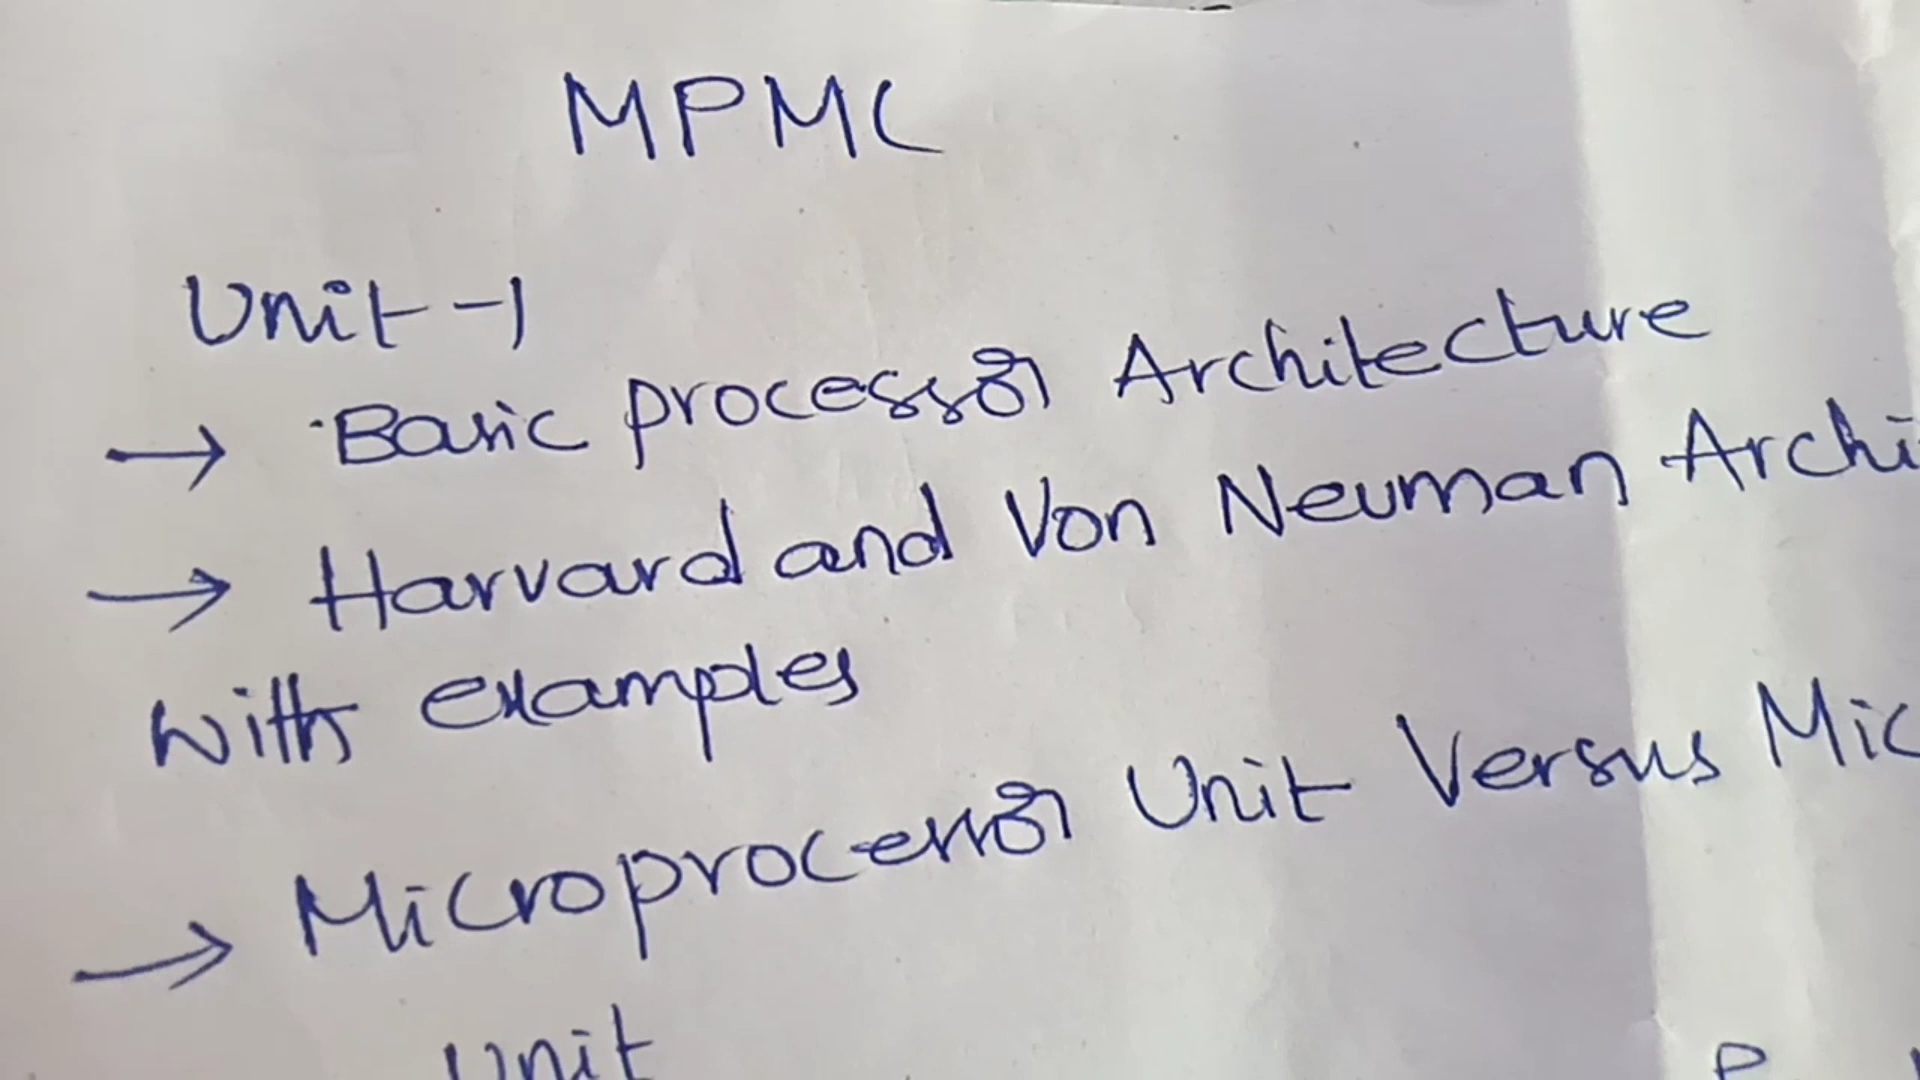 MPMC
Unit-1
→ Basic processor Architecture
→ Harvard and Von Neuman Archi
with examples
→ Microprocessor Unit Versus Mic
Unit